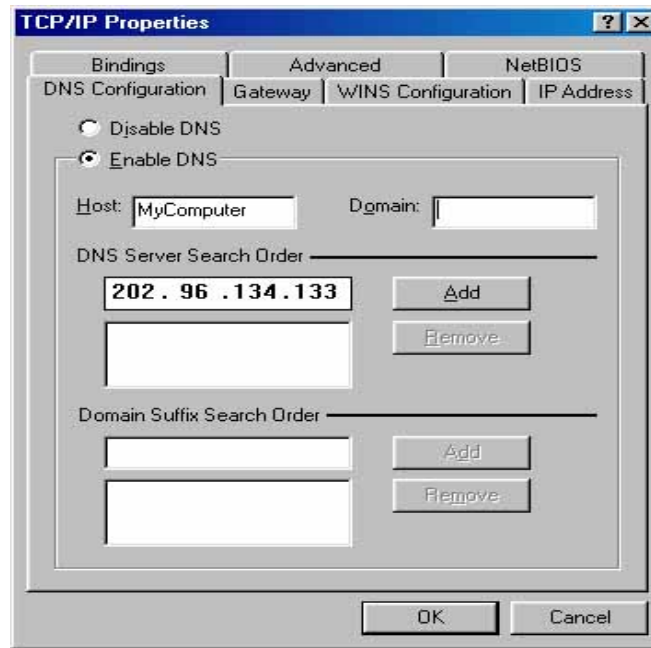 TCP/IP Properties
Bindings Advanced NetBIOS
DNS Configuration Gateway WINS Configuration IP Address
Disable DNS
Enable DNS
Host: MyComputer Domain:
DNS Server Search Order
202 . 96 .134.133 Add
Remove
Domain Suffix Search Order
Add
Remove
OK Cancel